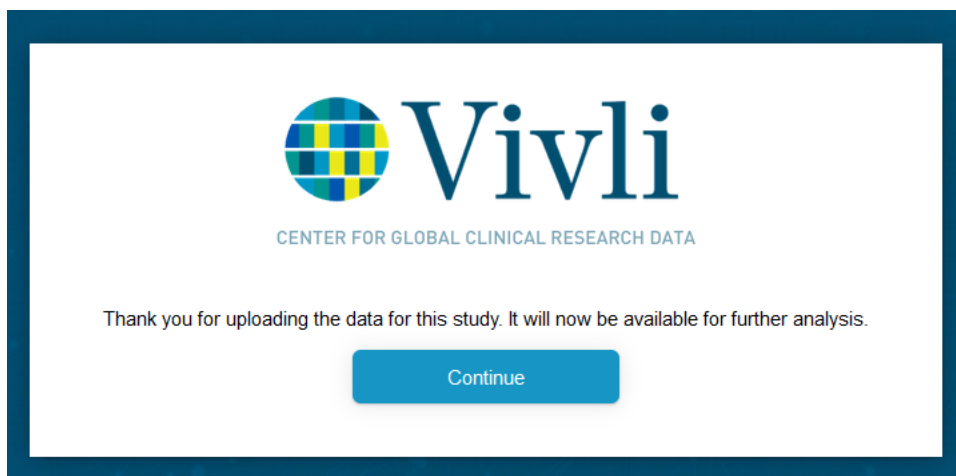 Vivli
CENTER FOR GLOBAL CLINICAL RESEARCH DATA
Thank you for uploading the data for this study. It will now be available for further analysis.
Continue